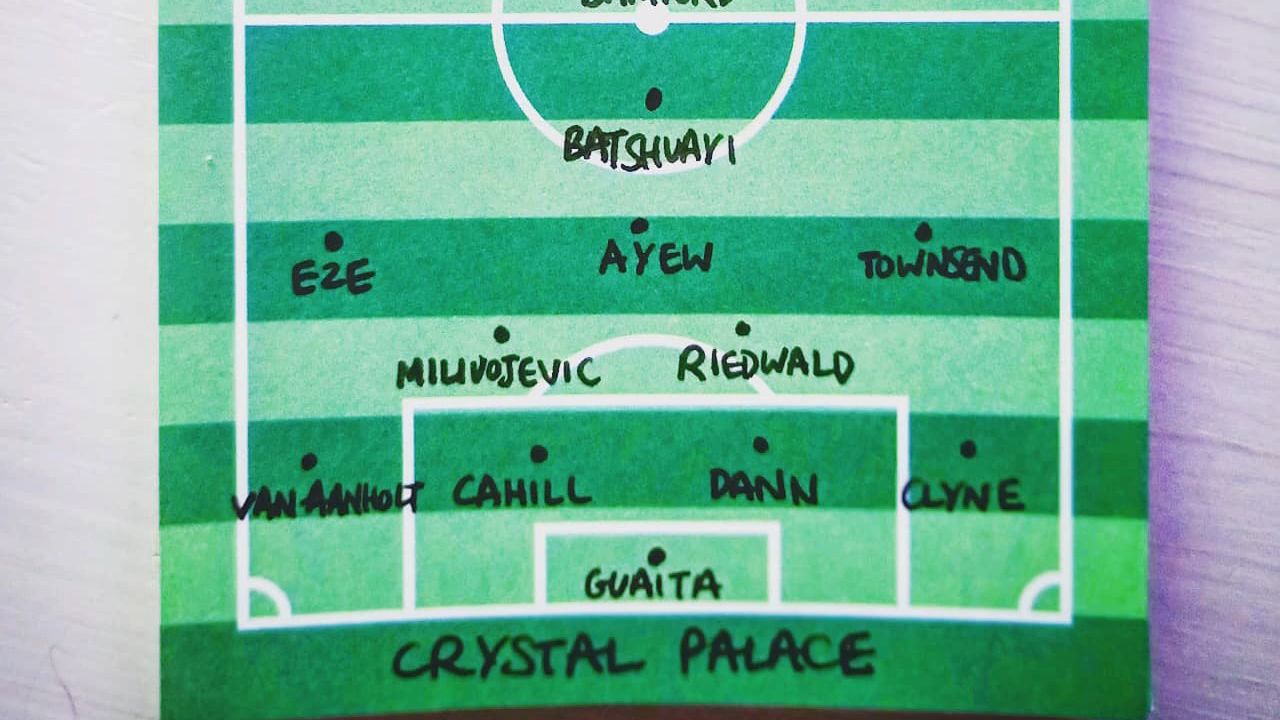 BATSHUAYI
EZE AYEW TOWNSEND
MILIVOJEVIC RIEDWALD
VAN AANHOLT CAHILL DANN CLYNE
GUAITA
CRYSTAL PALACE